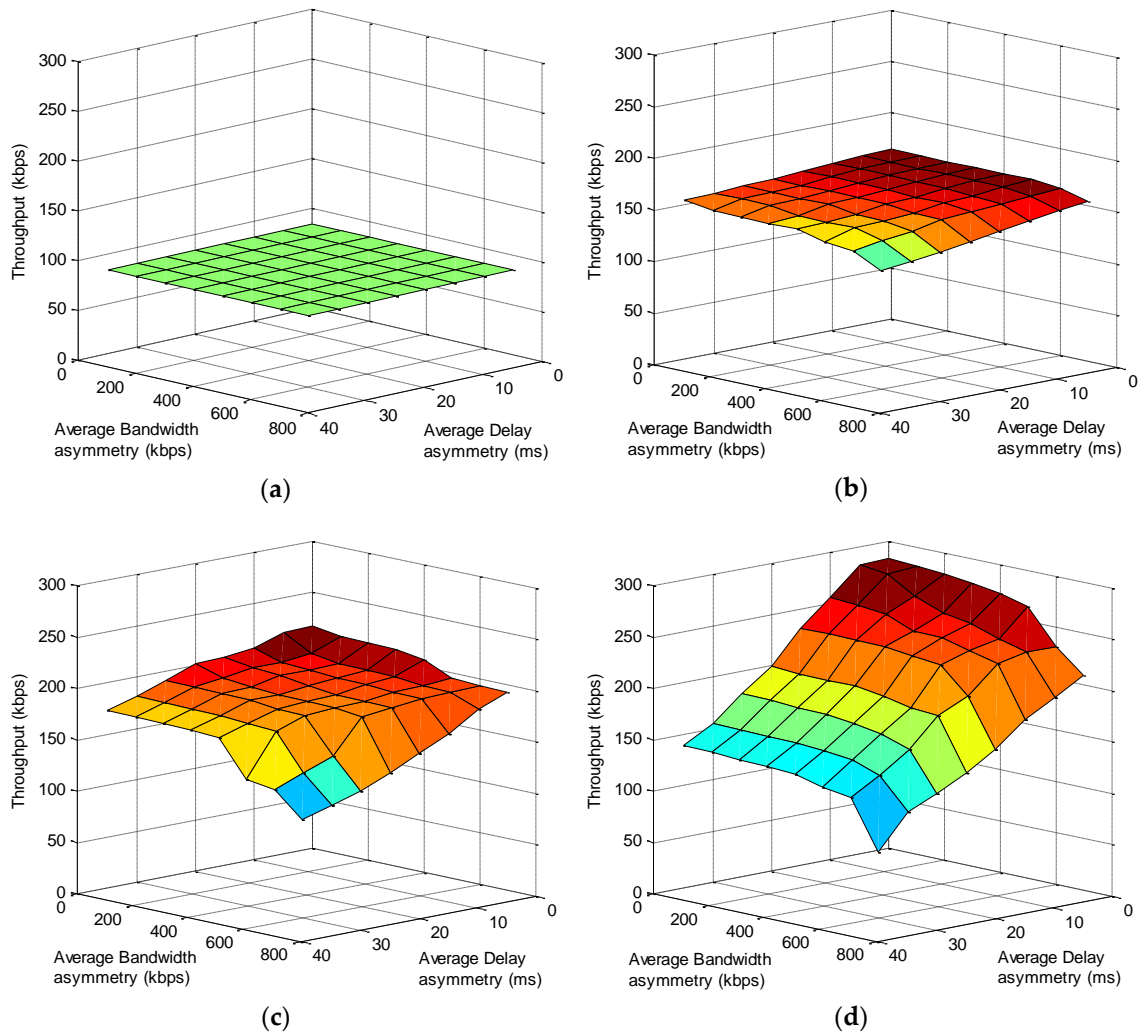 300
250
200
150
100
50
0
Throughput (kbps)
0
200
400
600
800
Average Bandwidth
asymmetry (kbps)
40
30
20
10
0
Average Delay
asymmetry (ms)
(a)
300
250
200
150
100
50
0
Throughput (kbps)
0
200
400
600
800
Average Bandwidth
asymmetry (kbps)
40
30
20
10
0
Average Delay
asymmetry (ms)
(b)
300
250
200
150
100
50
0
Throughput (kbps)
0
200
400
600
800
Average Bandwidth
asymmetry (kbps)
40
30
20
10
0
Average Delay
asymmetry (ms)
(c)
300
250
200
150
100
50
0
Throughput (kbps)
0
200
400
600
800
Average Bandwidth
asymmetry (kbps)
40
30
20
10
0
Average Delay
asymmetry (ms)
(d)